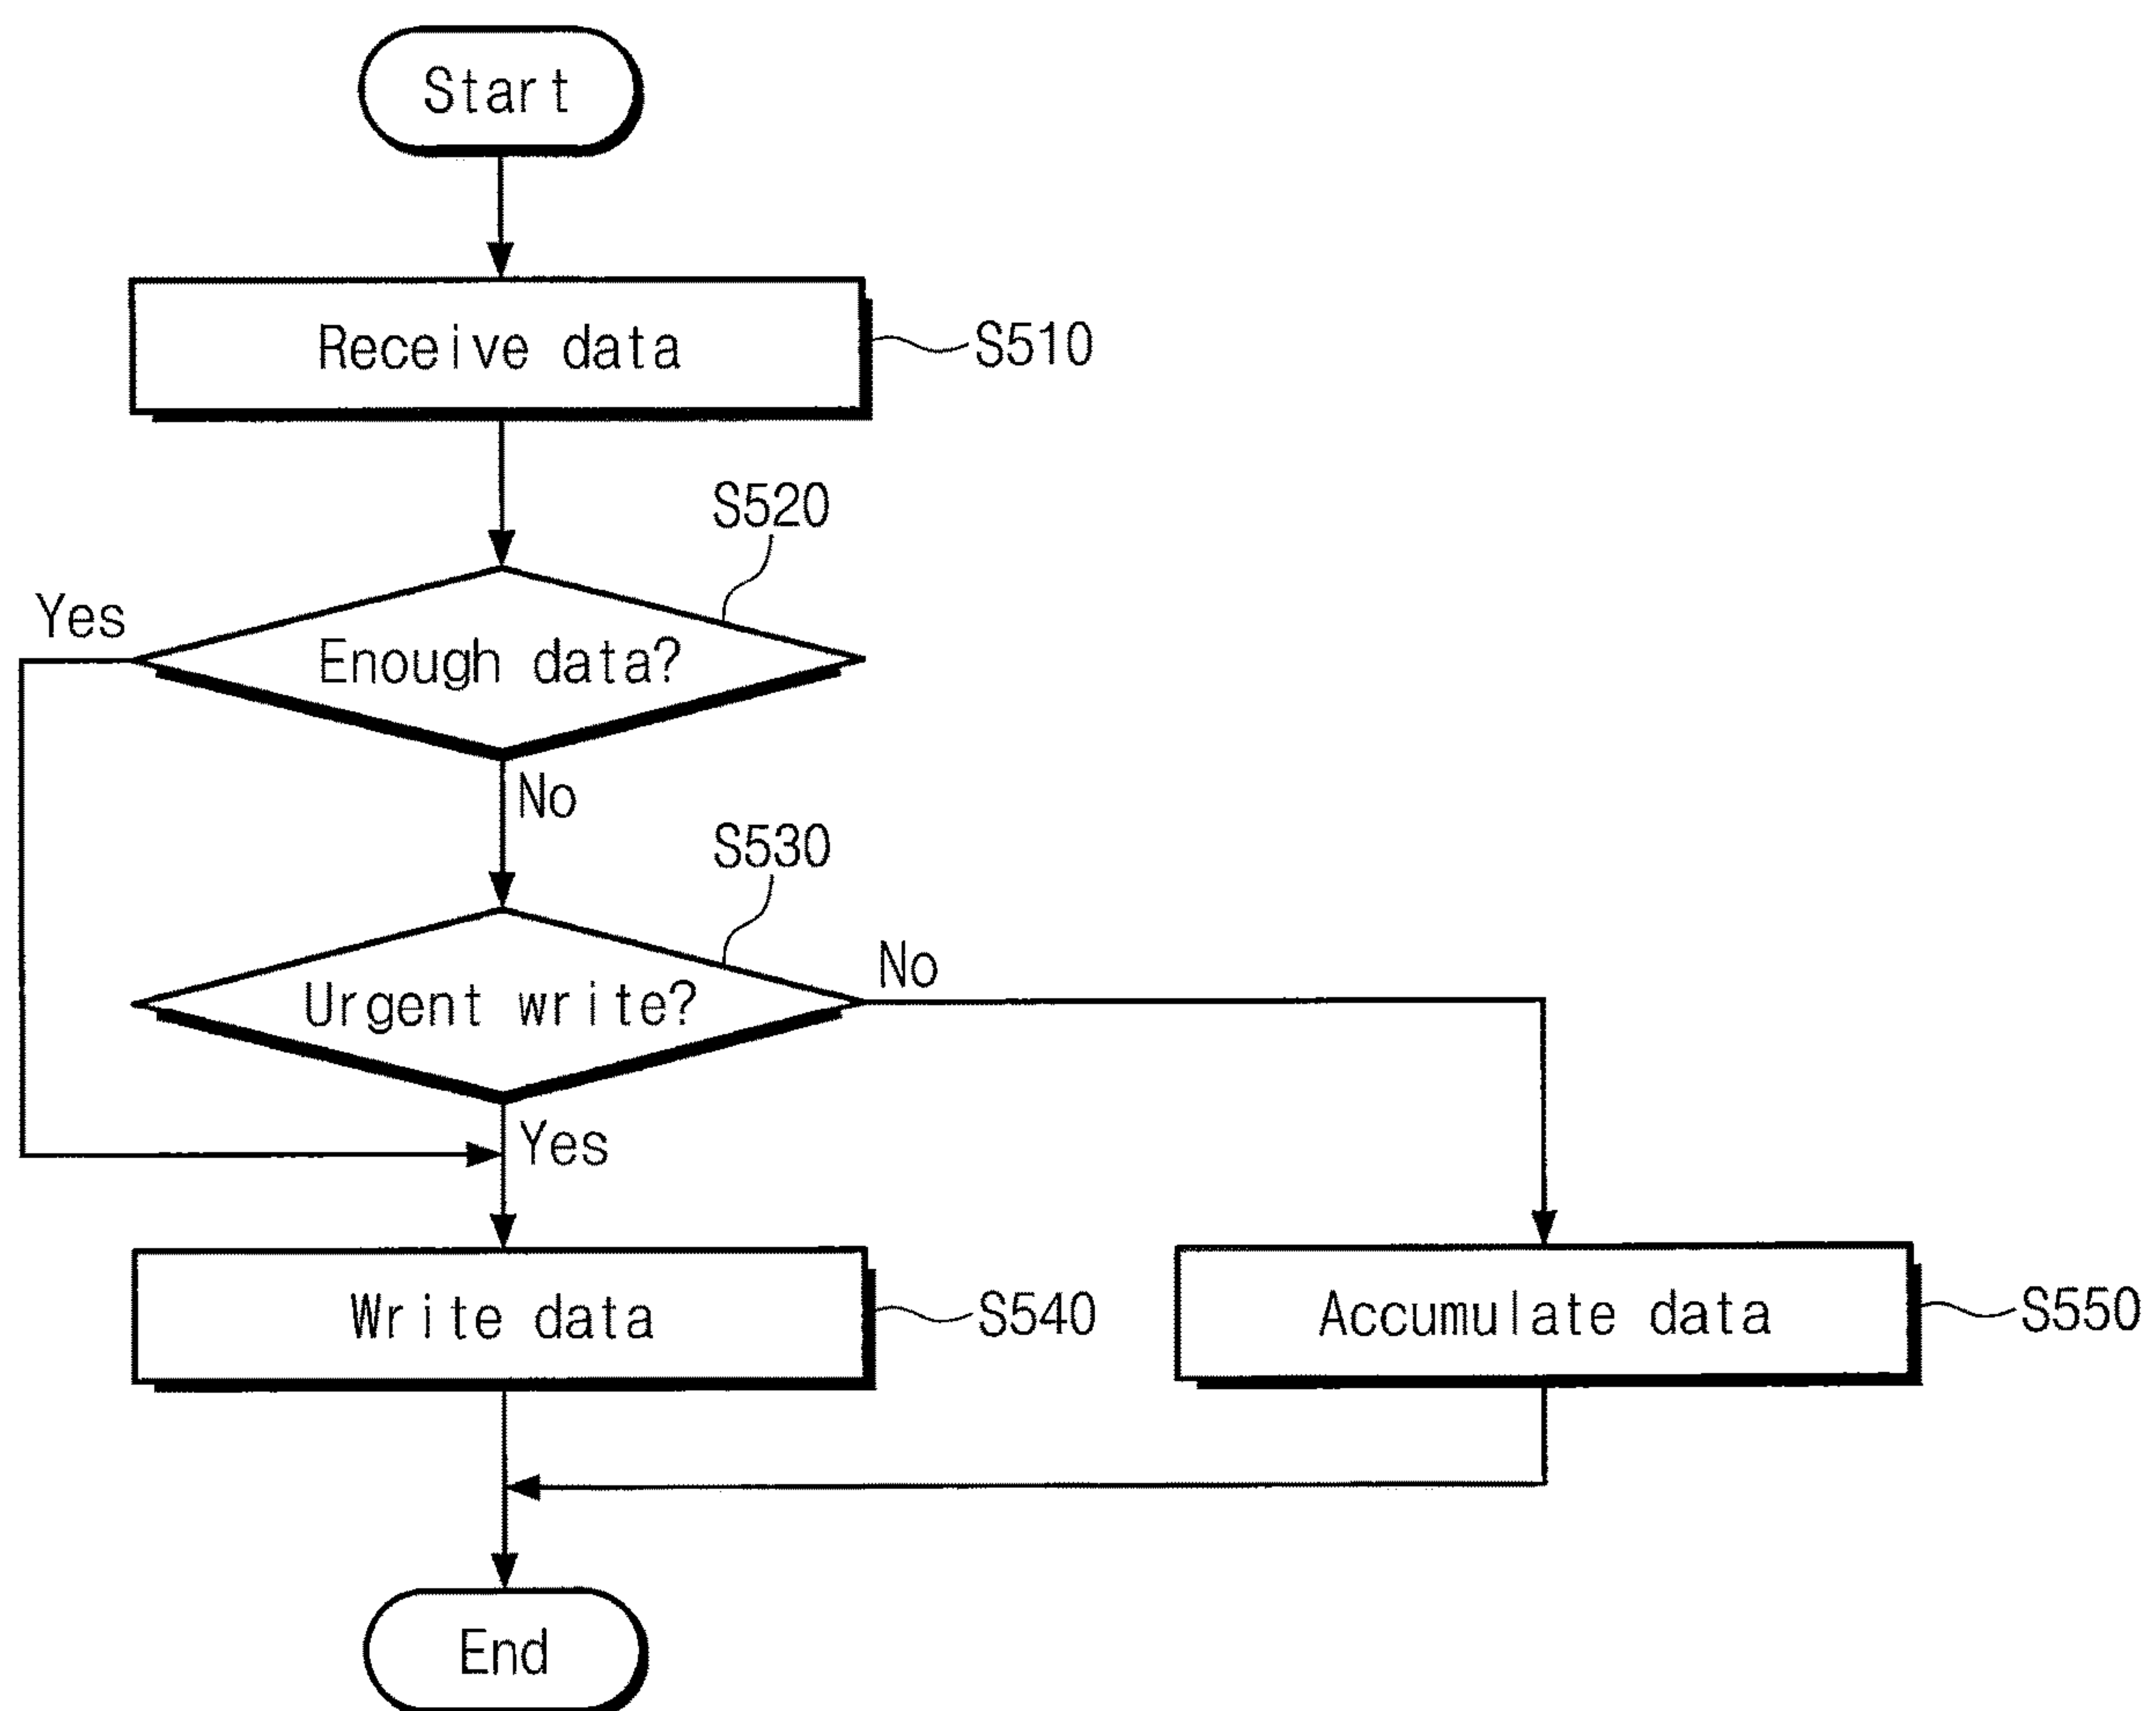 Start
Receive data
S510
S520
Yes
Enough data?
No
S530
Urgent write?
No
Yes
Write data
S540
Accumulate data
S550
End